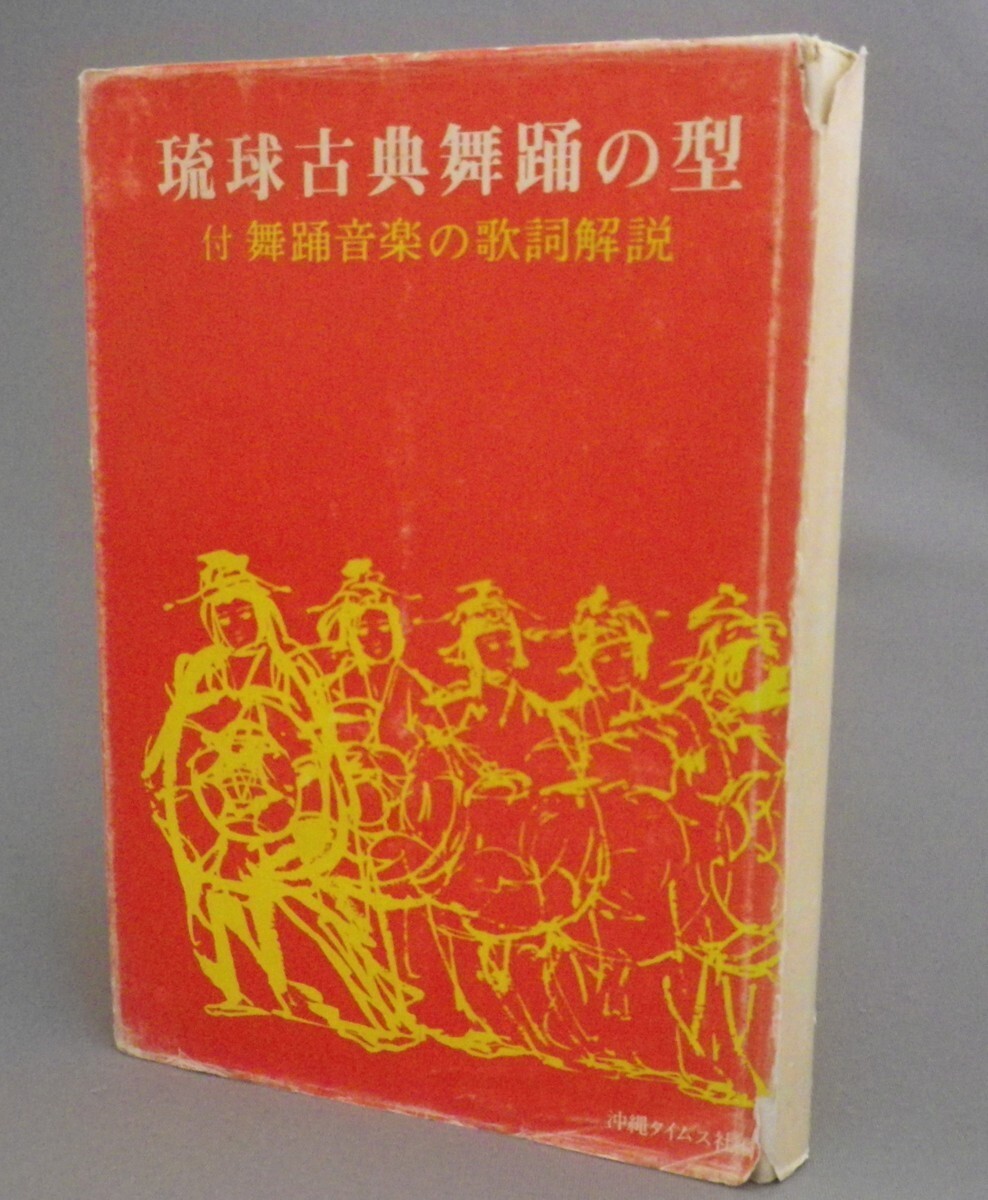 琉球古典舞踊の型
付 舞踊音楽の歌詞解説
沖縄タイムス社